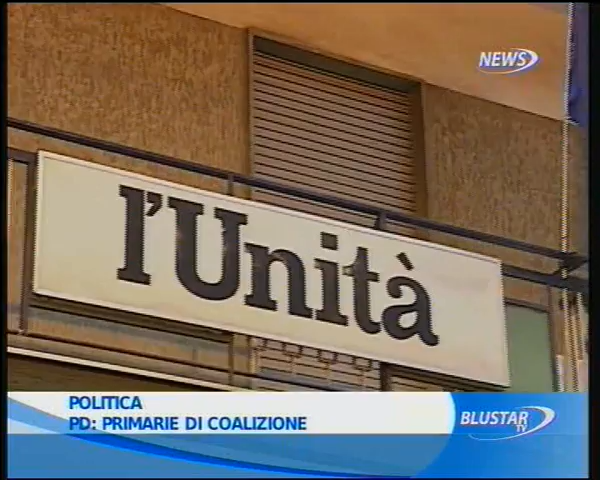 NEWS
l'Unità
POLITICA
PD: PRIMARIE DI COALIZIONE
BLUSTAR
TV